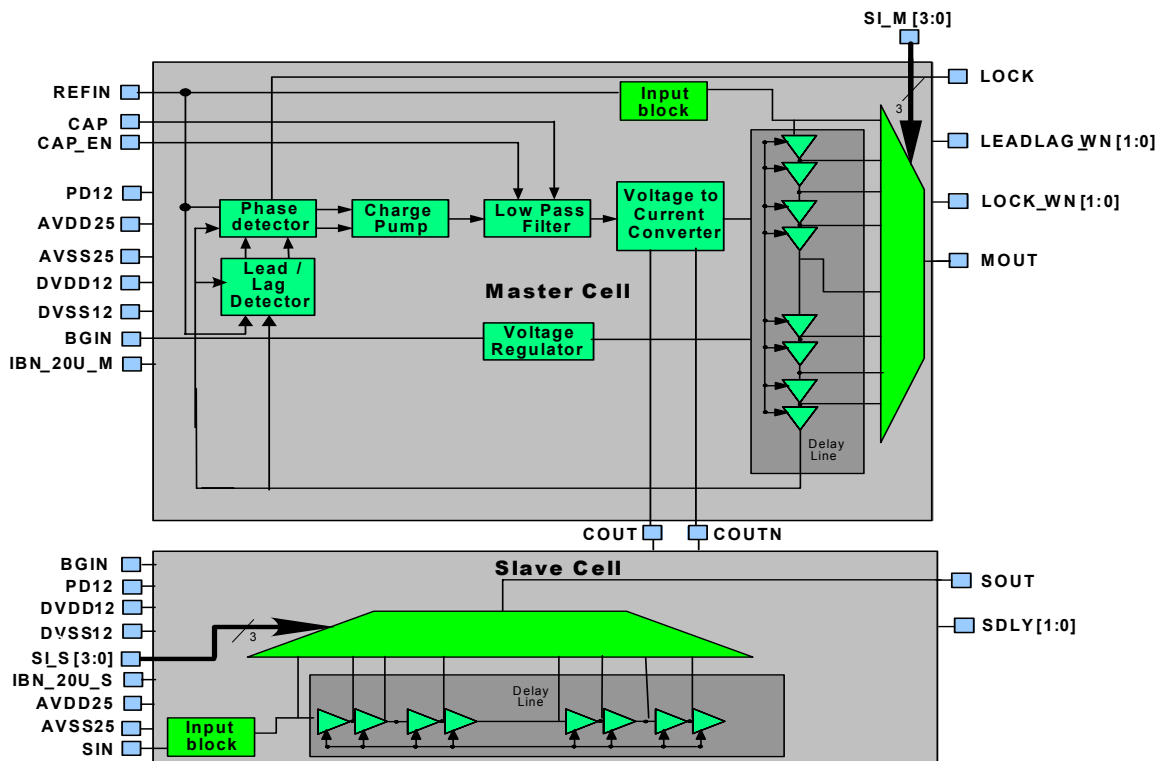 SI_M [3:0]
REFIN
CAP
CAP_EN
PD12
AVDD25
AVSS25
DVDD12
DVSS12
BGIN
IBN_20U_M
Input
block
3
LOCK
LEADLAG_WN [1:0]
LOCK_WN [1:0]
MOUT
Phase
detector
Charge
Pump
Low Pass
Filter
Voltage to
Current
Converter
Lead /
Lag
Detector
Master Cell
Voltage
Regulator
Delay
Line
COUT
COUTN
BGIN
PD12
DVDD12
DVSS12
SI_S [3:0]
IBN_20U_S
AVDD25
AVSS25
SIN
Slave Cell
3
SOUT
SDLY [1:0]
Delay
Line
Input
block